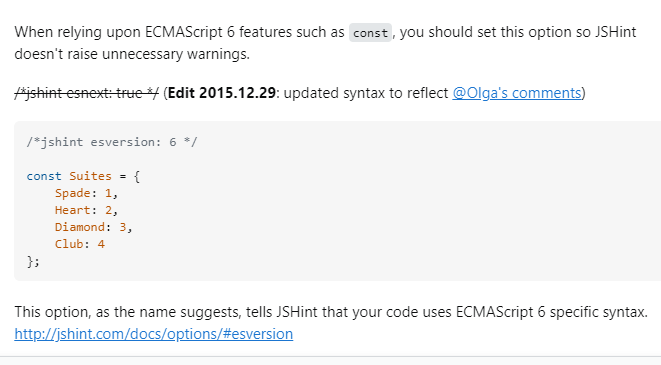 When relying upon ECMAScript 6 features such as const, you should set this option so JSHint
doesn't raise unnecessary warnings.
/*jshint esnext: true */ (Edit 2015.12.29: updated syntax to reflect @Olga's comments)
/*jshint esversion: 6 */
const Suites = {
    Spade: 1,
    Heart: 2,
    Diamond: 3,
    Club: 4
};
This option, as the name suggests, tells JSHint that your code uses ECMAScript 6 specific syntax.
http://jshint.com/docs/options/#esversion